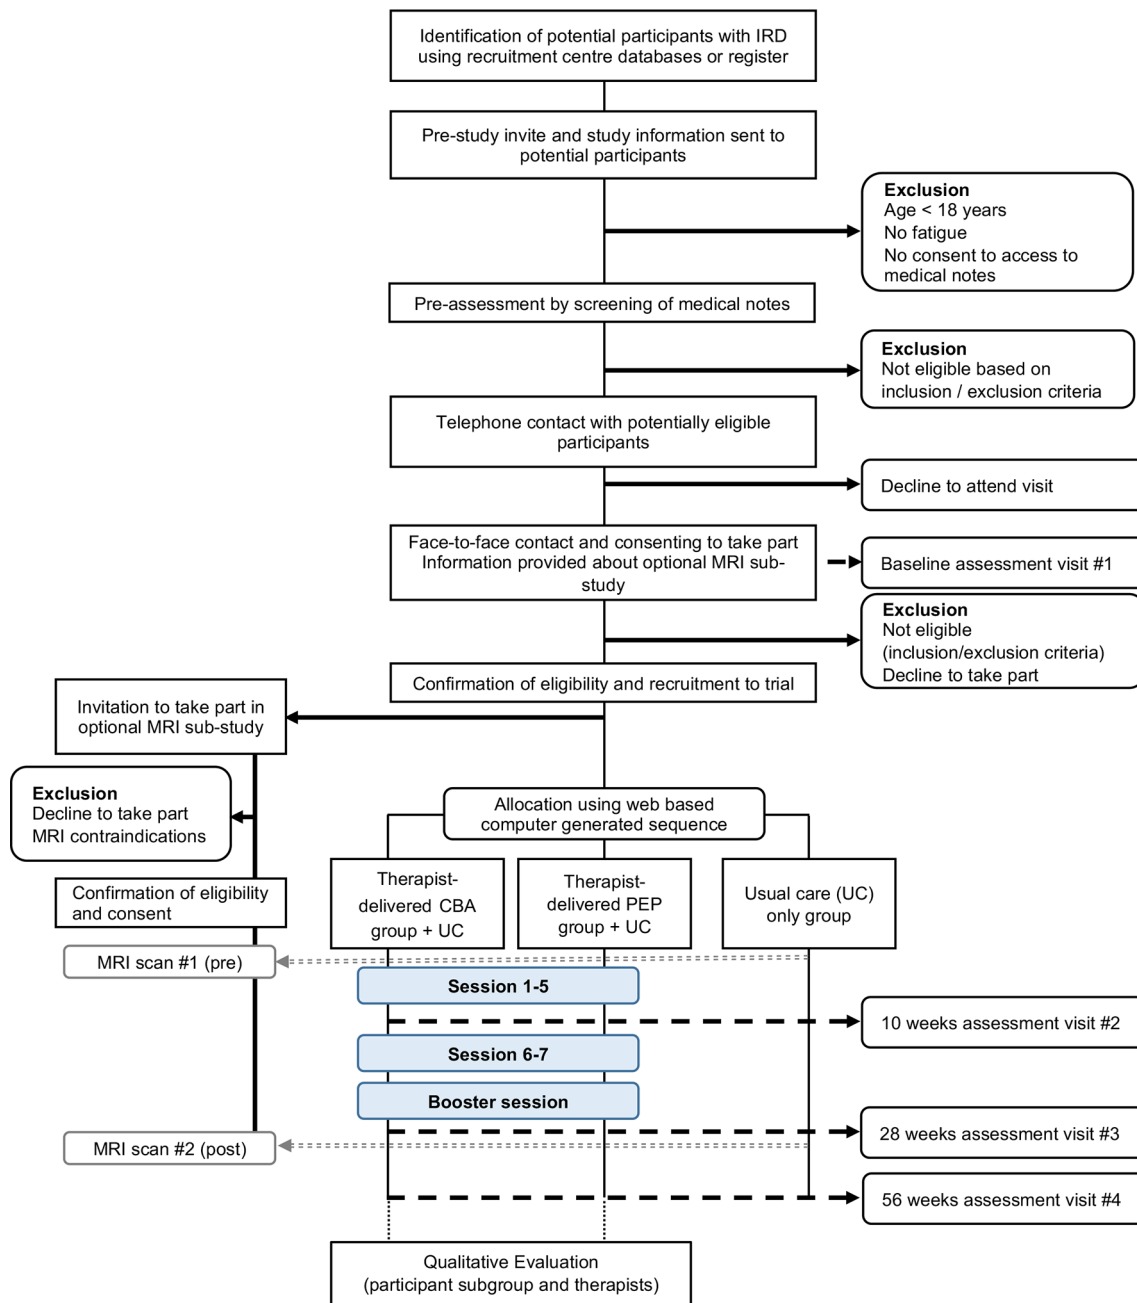 Identification of potential participants with IRD
using recruitment centre databases or register
Pre-study invite and study information sent to
potential participants
Exclusion
Age < 18 years
No fatigue
No consent to access to
medical notes
Pre-assessment by screening of medical notes
Exclusion
Not eligible based on
inclusion / exclusion criteria
Telephone contact with potentially eligible
participants
Decline to attend visit
Face-to-face contact and consenting to take part
Information provided about optional MRI sub-
study
Baseline assessment visit #1
Exclusion
Not eligible
(inclusion/exclusion criteria)
Decline to take part
Confirmation of eligibility and recruitment to trial
Invitation to take part in
optional MRI sub-study
Exclusion
Decline to take part
MRI contraindications
Allocation using web based
computer generated sequence
Confirmation of eligibility
and consent
Therapist-
delivered CBA
group + UC
Therapist-
delivered PEP
group + UC
Usual care (UC)
only group
MRI scan #1 (pre)
Session 1-5
10 weeks assessment visit #2
Session 6-7
Booster session
28 weeks assessment visit #3
MRI scan #2 (post)
56 weeks assessment visit #4
Qualitative Evaluation
(participant subgroup and therapists)